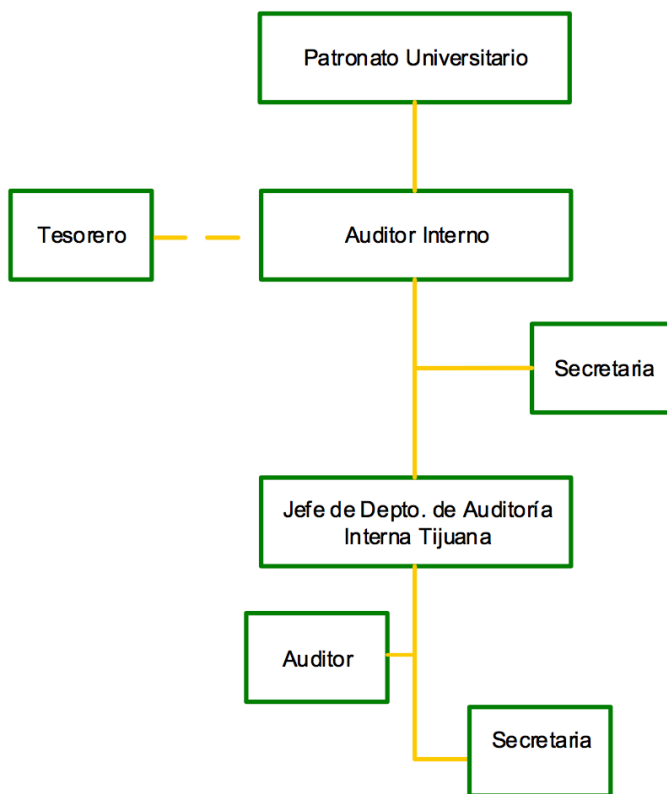 Patronato Universitario
Tesorero
Auditor Interno
Secretaria
Jefe de Depto. de Auditoría
Interna Tijuana
Auditor
Secretaria